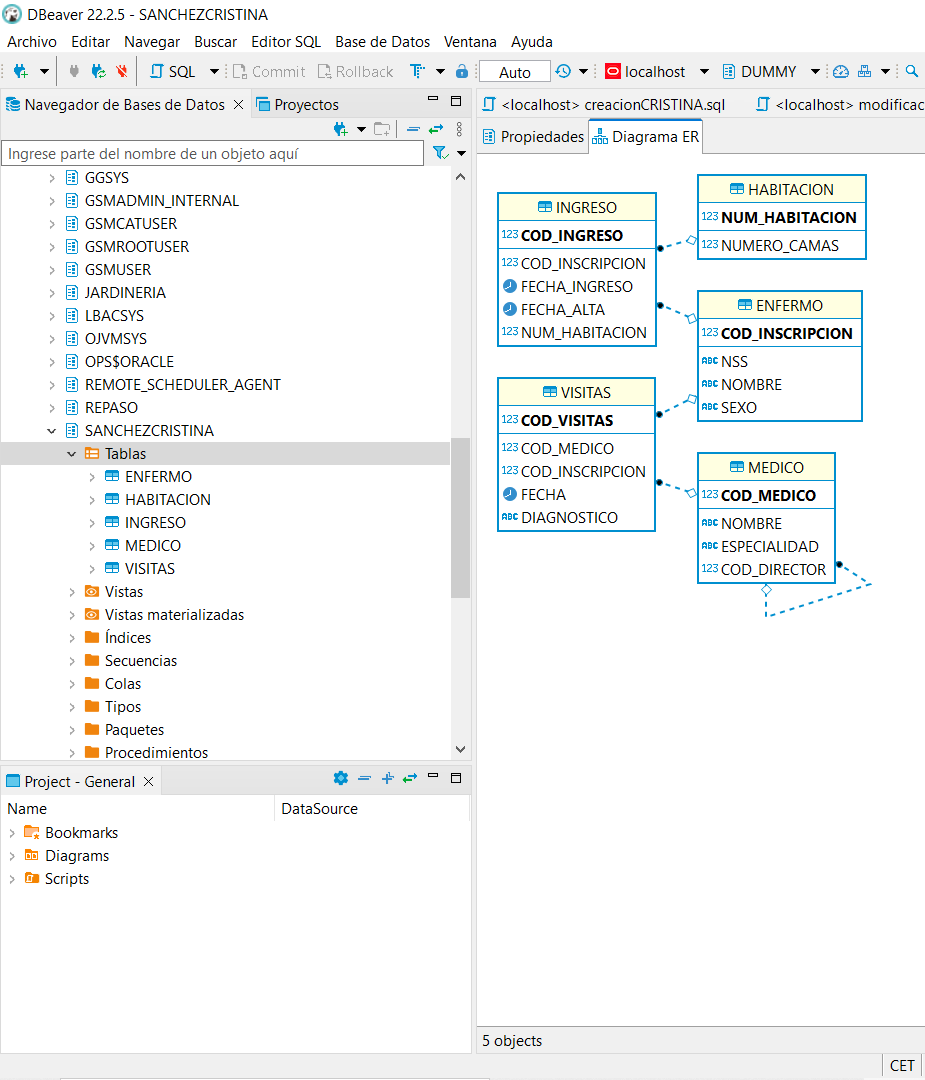 DBeaver 22.2.5 - SANCHEZCRISTINA
Archivo Editar Navegar Buscar Editor SQL Base de Datos Ventana Ayuda
SQL Commit Rollback Auto localhost DUMMY
Navegador de Bases de Datos Proyectos
Ingrese parte del nombre de un objeto aquí
GGSYS
GSMADMIN_INTERNAL
GSMCATUSER
GSMROOTUSER
GSMUSER
JARDINERIA
LBACSYS
OJVMSYS
OPS$ORACLE
REMOTE_SCHEDULER_AGENT
REPASO
SANCHEZCRISTINA
Tablas
ENFERMO
HABITACION
INGRESO
MEDICO
VISITAS
Vistas
Vistas materializadas
Índices
Secuencias
Colas
Tipos
Paquetes
Procedimientos
Project - General
Name DataSource
Bookmarks
Diagrams
Scripts
<localhost> creacionCRISTINA.sql <localhost> modificac
Propiedades Diagrama ER
INGRESO
123 COD_INGRESO
123 COD_INSCRIPCION
FECHA_INGRESO
FECHA_ALTA
123 NUM_HABITACION
HABITACION
123 NUM_HABITACION
123 NUMERO_CAMAS
ENFERMO
123 COD_INSCRIPCION
ABC NSS
ABC NOMBRE
ABC SEXO
VISITAS
123 COD_VISITAS
123 COD_MEDICO
123 COD_INSCRIPCION
FECHA
ABC DIAGNOSTICO
MEDICO
123 COD_MEDICO
ABC NOMBRE
ABC ESPECIALIDAD
123 COD_DIRECTOR
5 objects
CET